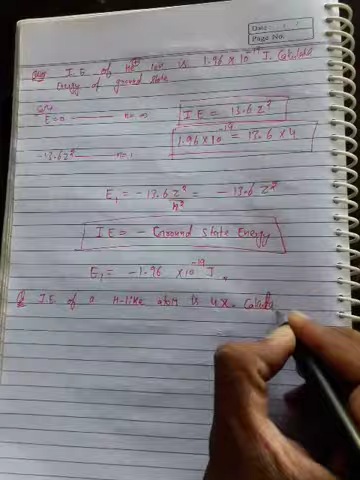 Date : / /
Page No:
Ques I.E of He⁺ ion is 1.96 × 10⁻¹⁹ J. Calculate
energy of ground state
E=0 n=∞
IE = 13.6 z²
1.96 × 10⁻¹⁹ = 13.6 × 4
-13.6z² n=1
E₁ = -13.6 z²/n² = -13.6 z²
IE = - Ground State Energy
E₁ = -1.96 × 10⁻¹⁹ J.
Q I.E of a H-like atom is 4x. Calcula